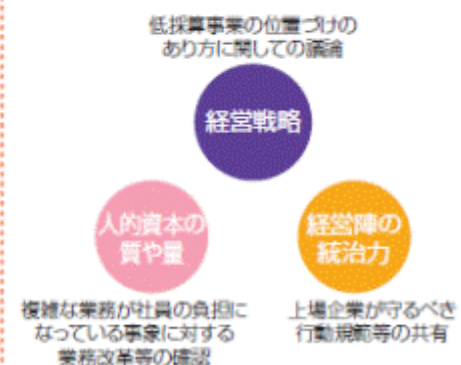 低採算事業の位置づけの
あり方に関しての議論
経営戦略
人的資本の
質や量
経営陣の
統治力
複雑な業務が社員の負担に
なっている事象に対する
業務改革等の確認
上場企業が守るべき
行動規範等の共有